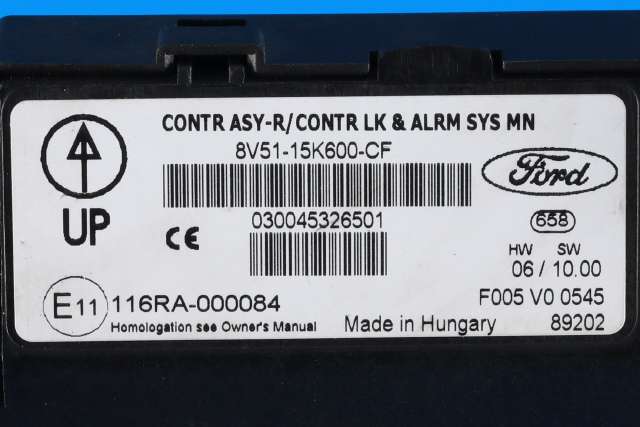 CONTR ASY-R/CONTR LK & ALRM SYS MN
8V51-15K600-CF
Ford
UP
CE
030045326501
658
HW SW
06 / 10.00
E11 116RA-000084
F005 V0 0545
Homologation see Owner's Manual
Made in Hungary
89202